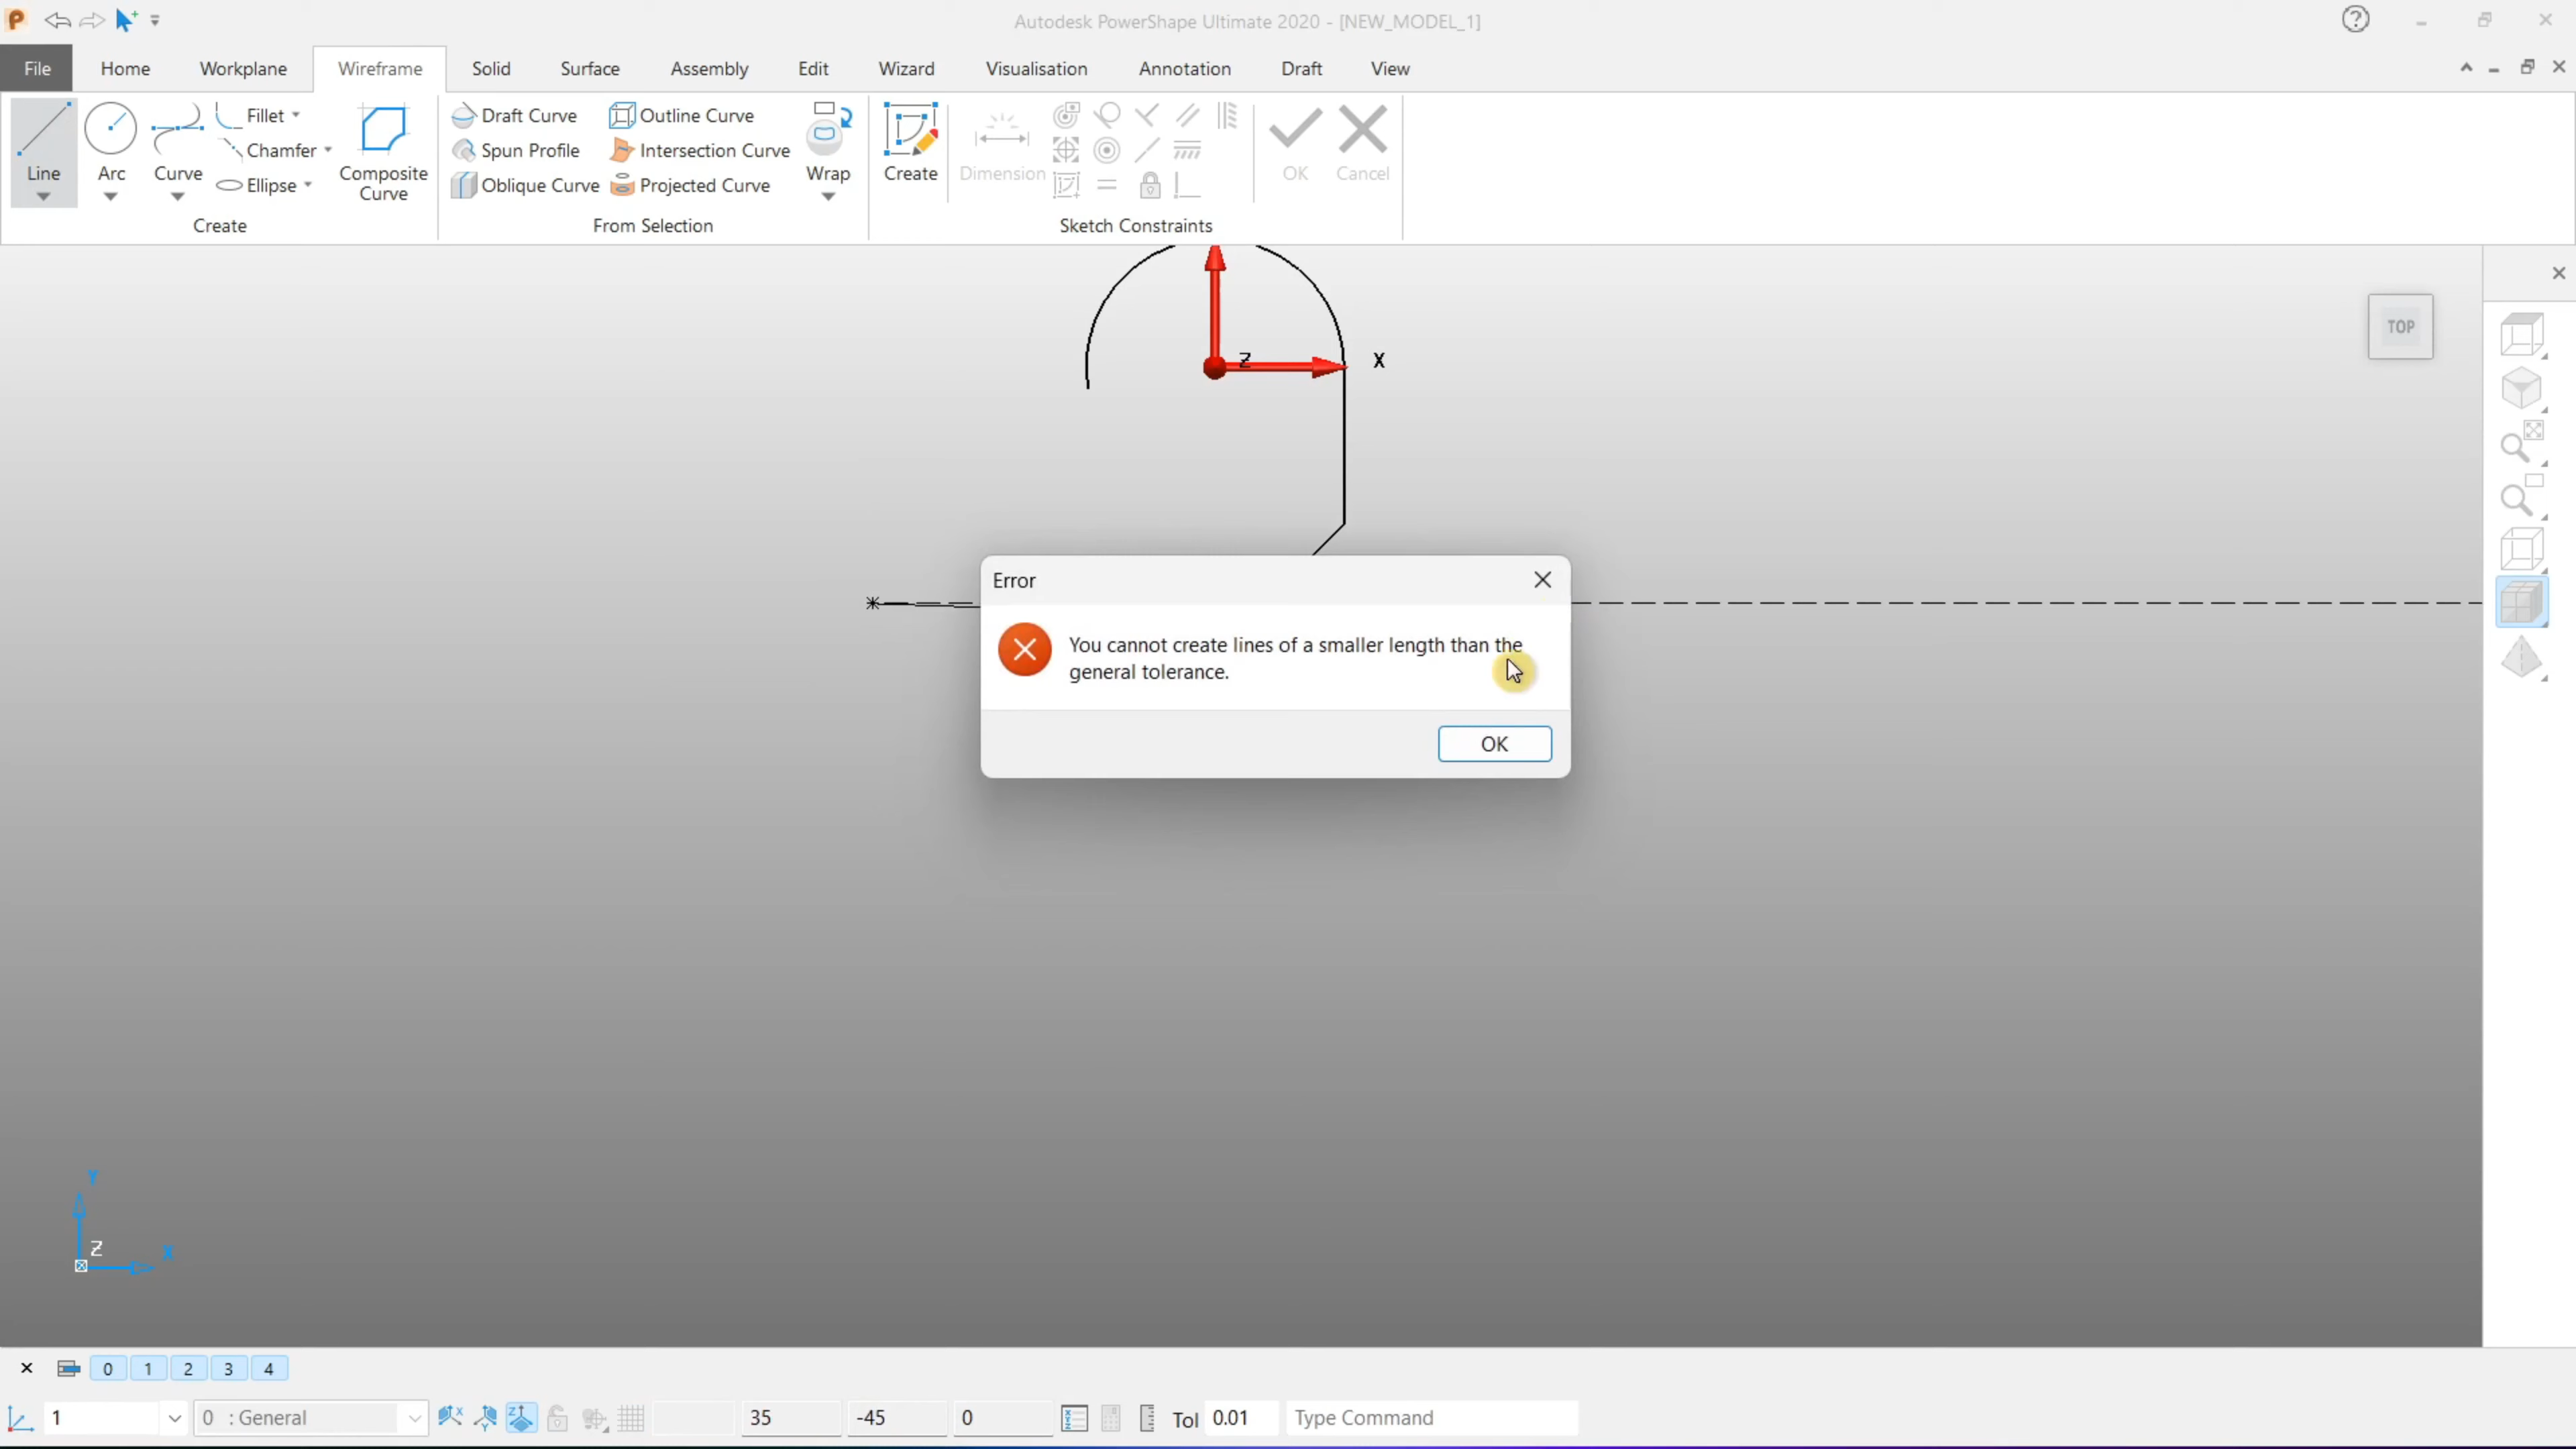 Autodesk PowerShape Ultimate 2020 - [NEW_MODEL_1]
File Home Workplane Wireframe Solid Surface Assembly Edit Wizard Visualisation Annotation Draft View
Line
Arc
Curve
Fillet
Chamfer
Ellipse
Composite
Curve
Create
Draft Curve
Spun Profile
Oblique Curve
Outline Curve
Intersection Curve
Projected Curve
Wrap
From Selection
Create
Dimension
Sketch Constraints
OK
Cancel
Z
X
TOP
Error
You cannot create lines of a smaller length than the
general tolerance.
OK
Y
Z
X
0 1 2 3 4
1
0 : General
35
-45
0
Tol 0.01
Type Command